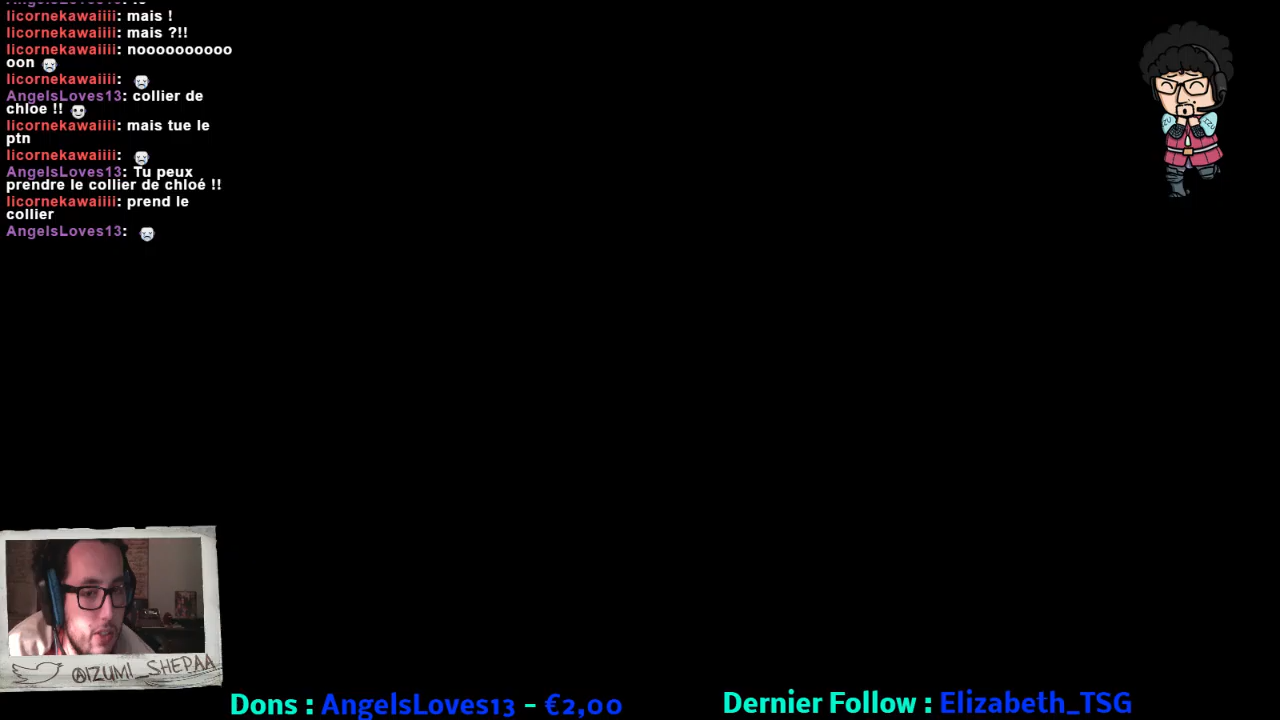 licornekawaiiii: mais !
licornekawaiiii: mais ?!!
licornekawaiiii: noooooooooo
oon
licornekawaiiii:
AngelsLoves13: collier de
chloe !!
licornekawaiiii: mais tue le
ptn
licornekawaiiii:
AngelsLoves13: Tu peux
prendre le collier de chloé !!
licornekawaiiii: prend le
collier
AngelsLoves13:
IZU
IZU
@IZUMI_SHEPAA
Dons : AngelsLoves13 - €2,00
Dernier Follow : Elizabeth_TSG